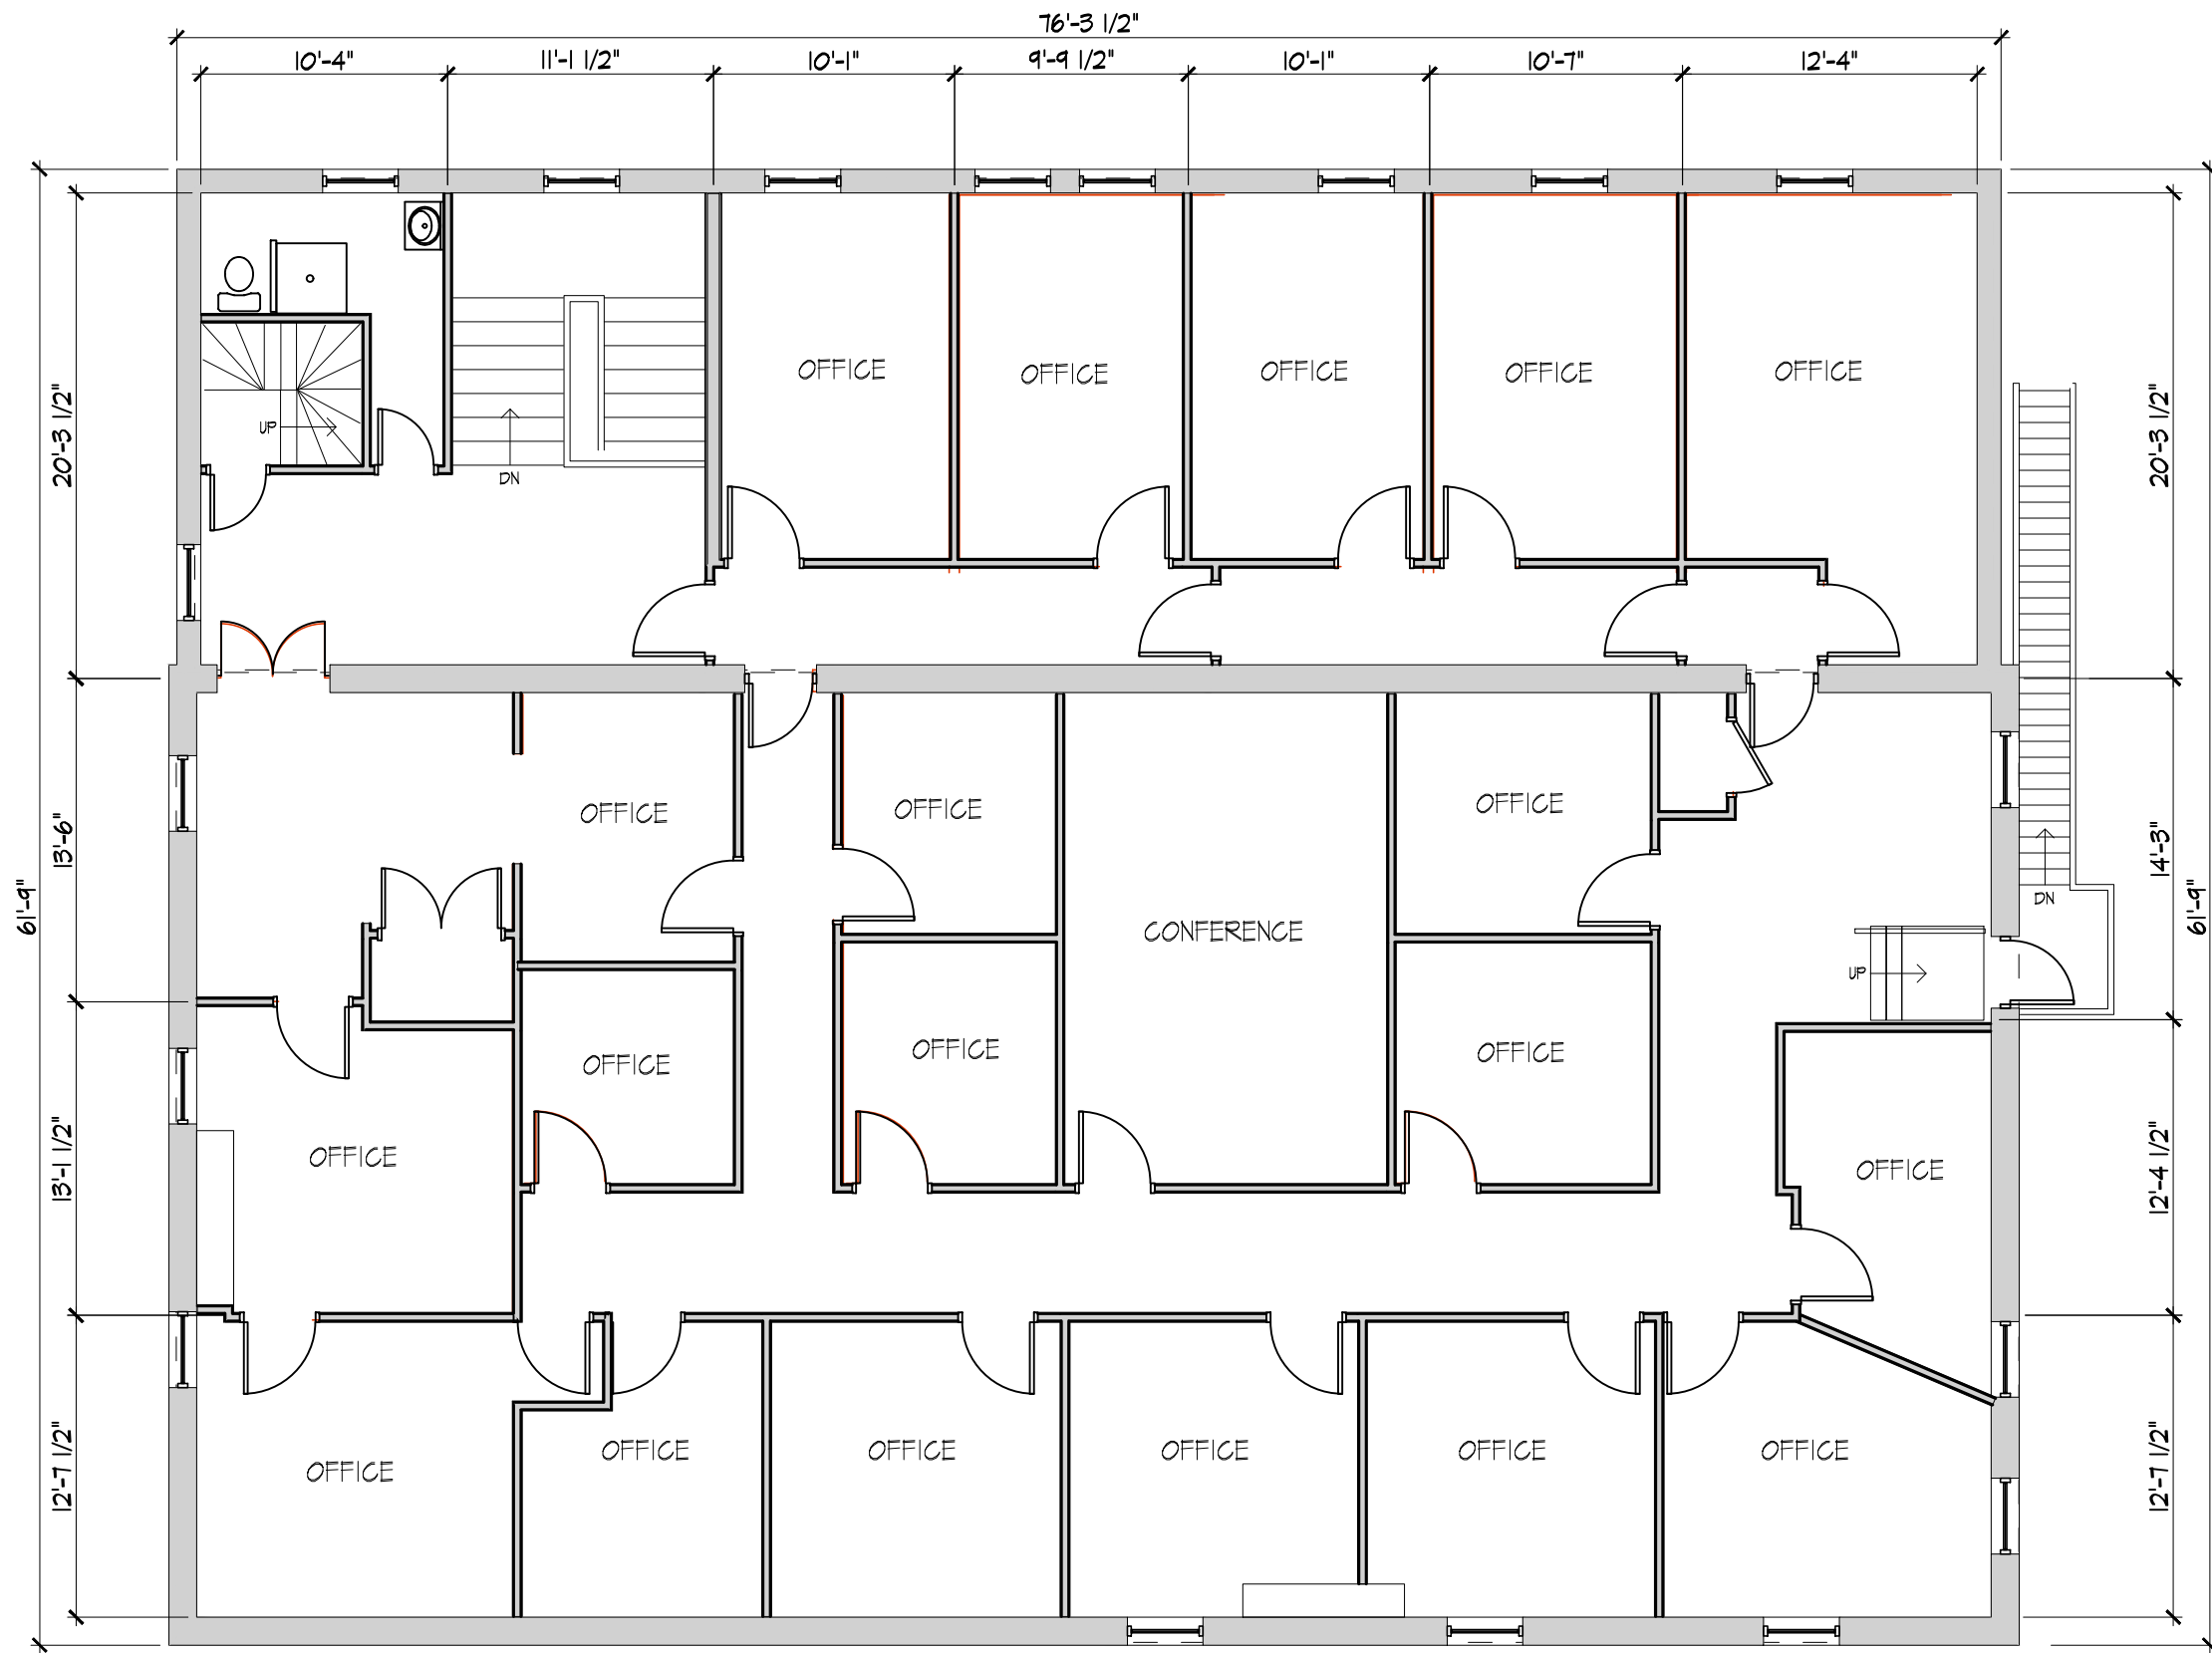 76'-3 1/2"
10'-4"
11'-1 1/2"
10'-1"
9'-9 1/2"
10'-1"
10'-7"
12'-4"
OFFICE
OFFICE
OFFICE
OFFICE
OFFICE
20'-3 1/2"
UP
DN
20'-3 1/2"
OFFICE
OFFICE
OFFICE
13'-6"
14'-3"
61'-9"
CONFERENCE
DN
61'-9"
UP
OFFICE
OFFICE
OFFICE
OFFICE
13'-1 1/2"
OFFICE
12'-4 1/2"
OFFICE
OFFICE
OFFICE
OFFICE
OFFICE
OFFICE
12'-7 1/2"
12'-7 1/2"